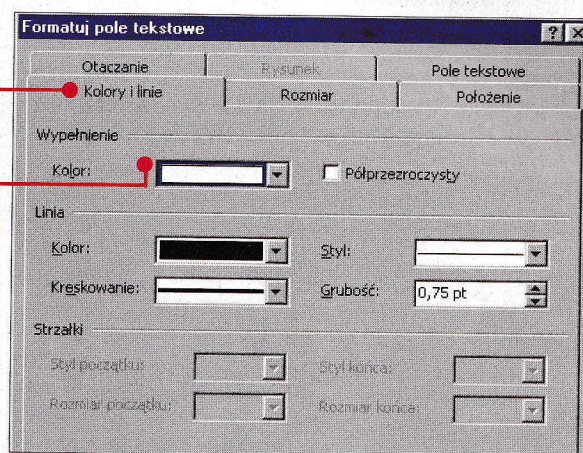 Formatuj pole tekstowe
Otaczanie Rysunek Pole tekstowe
Kolory i linie Rozmiar Położenie
Wypełnienie
Kolor: Półprzezroczysty
Linia
Kolor: Styl:
Kreskowanie: Grubość: 0,75 pt
Strzałki
Styl początku: Styl końca:
Rozmiar początku: Rozmiar końca: